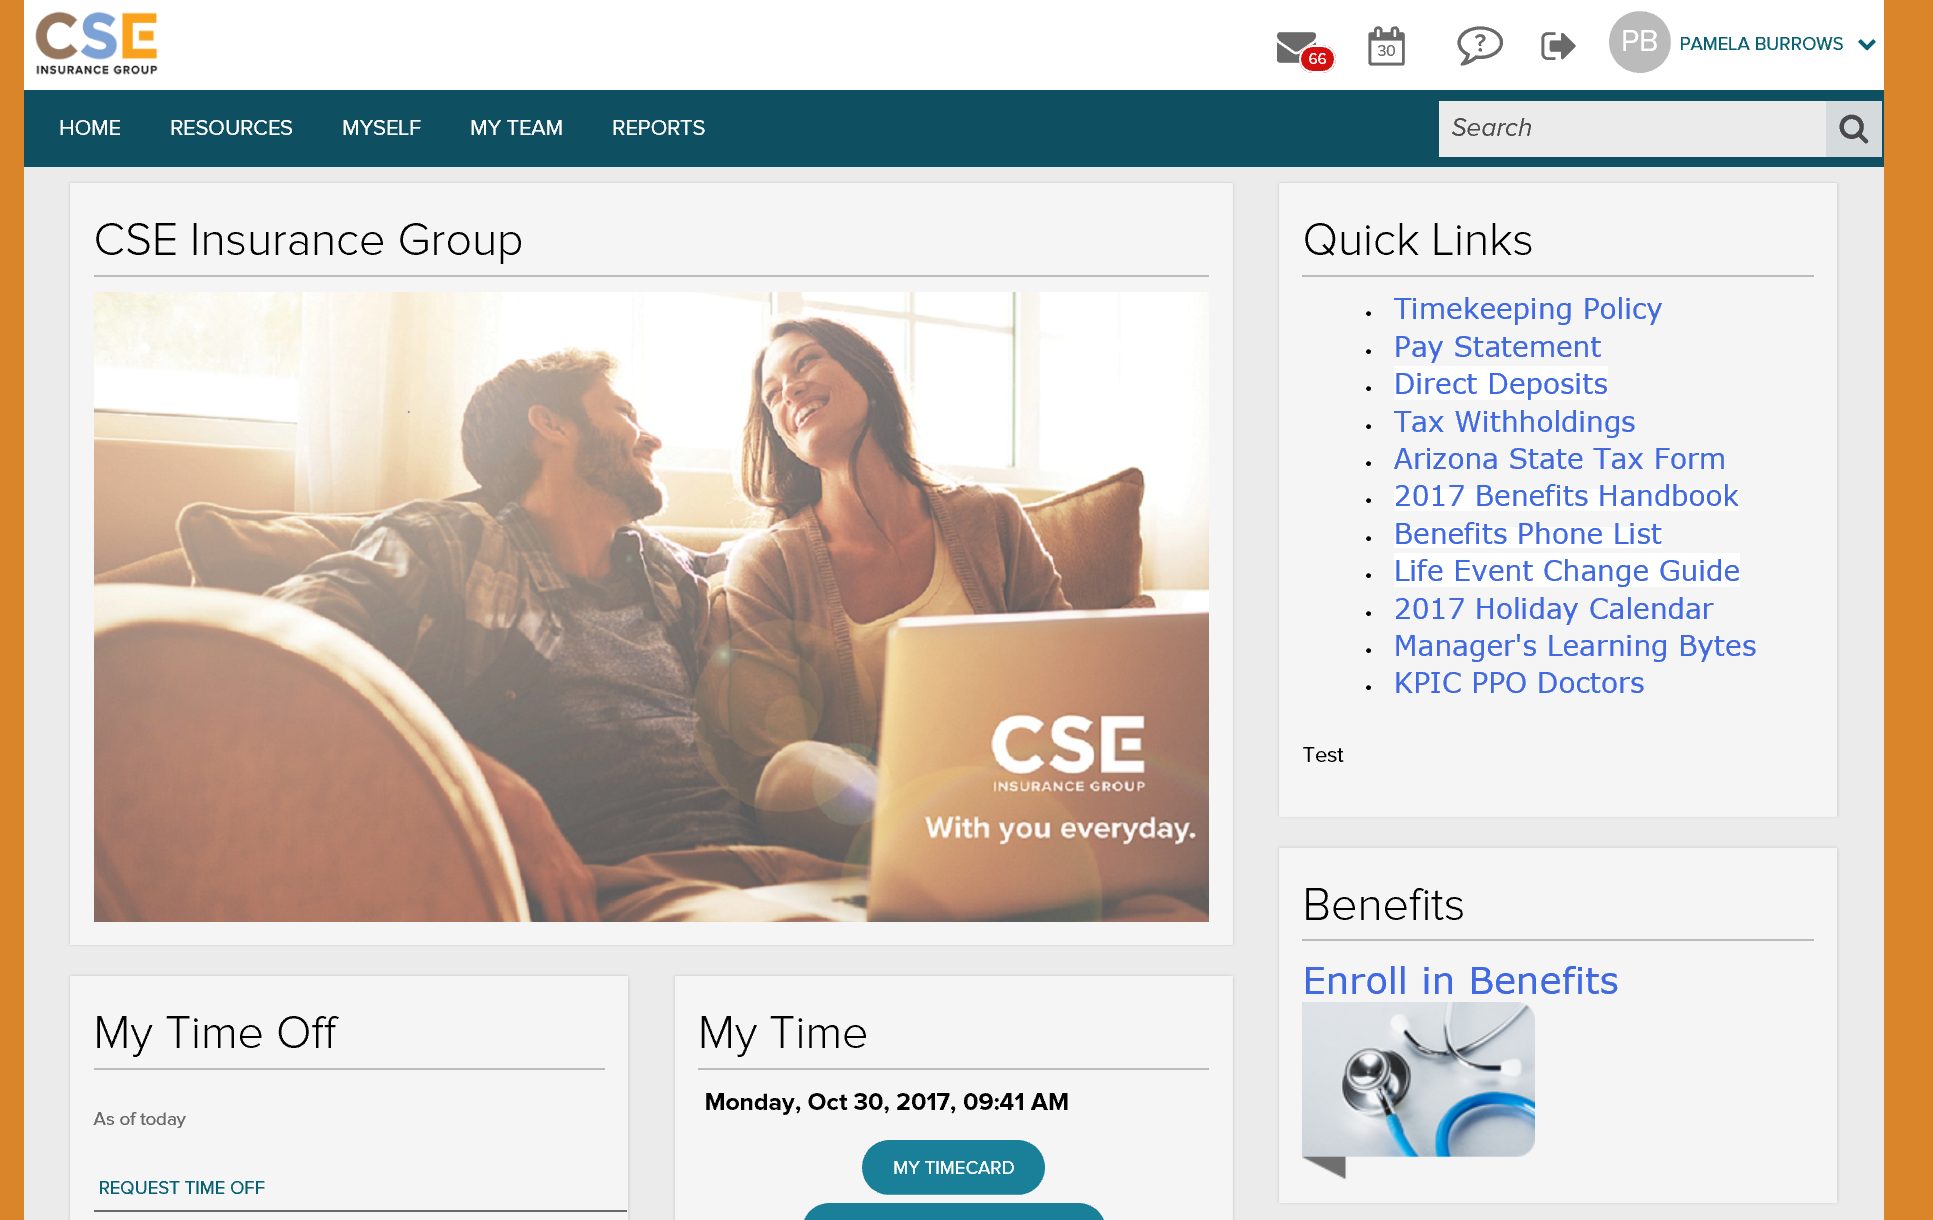 CSE
INSURANCE GROUP
66
30
?
PB
PAMELA BURROWS
HOME
RESOURCES
MYSELF
MY TEAM
REPORTS
Search
CSE Insurance Group
CSE
INSURANCE GROUP
With you everyday.
Quick Links
Timekeeping Policy
Pay Statement
Direct Deposits
Tax Withholdings
Arizona State Tax Form
2017 Benefits Handbook
Benefits Phone List
Life Event Change Guide
2017 Holiday Calendar
Manager's Learning Bytes
KPIC PPO Doctors
Test
Benefits
Enroll in Benefits
My Time Off
As of today
REQUEST TIME OFF
My Time
Monday, Oct 30, 2017, 09:41 AM
MY TIMECARD